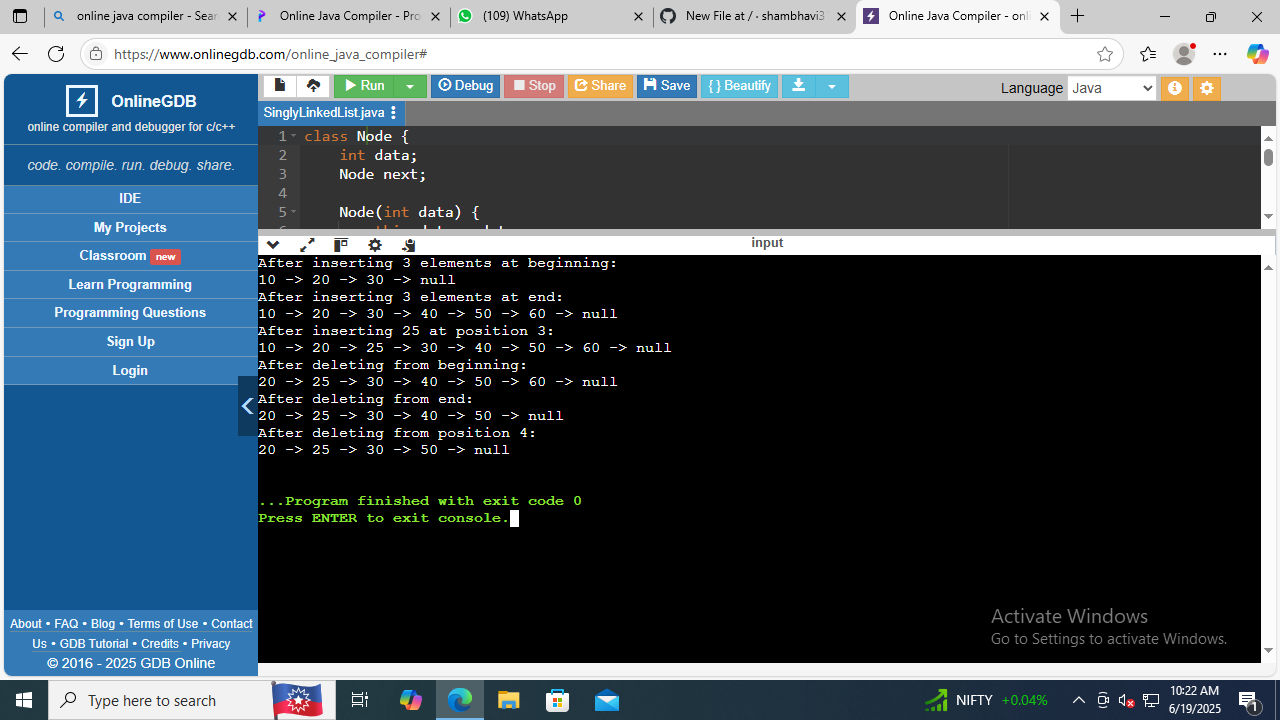 online java compiler - Sear
Online Java Compiler - Pro
(109) WhatsApp
New File at / · shambhavi3
Online Java Compiler - onli
https://www.onlinegdb.com/online_java_compiler#
OnlineGDB
online compiler and debugger for c/c++
code. compile. run. debug. share.
IDE
My Projects
Classroom new
Learn Programming
Programming Questions
Sign Up
Login
About • FAQ • Blog • Terms of Use • Contact
Us • GDB Tutorial • Credits • Privacy
© 2016 - 2025 GDB Online
Run Debug Stop Share Save { } Beautify
Language Java
SinglyLinkedList.java
1 class Node {
2 int data;
3 Node next;
4
5 Node(int data) {
input
After inserting 3 elements at beginning:
10 -> 20 -> 30 -> null
After inserting 3 elements at end:
10 -> 20 -> 30 -> 40 -> 50 -> 60 -> null
After inserting 25 at position 3:
10 -> 20 -> 25 -> 30 -> 40 -> 50 -> 60 -> null
After deleting from beginning:
20 -> 25 -> 30 -> 40 -> 50 -> 60 -> null
After deleting from end:
20 -> 25 -> 30 -> 40 -> 50 -> null
After deleting from position 4:
20 -> 25 -> 30 -> 50 -> null
...Program finished with exit code 0
Press ENTER to exit console.
Activate Windows
Go to Settings to activate Windows.
Type here to search
NIFTY +0.04%
10:22 AM
6/19/2025
1